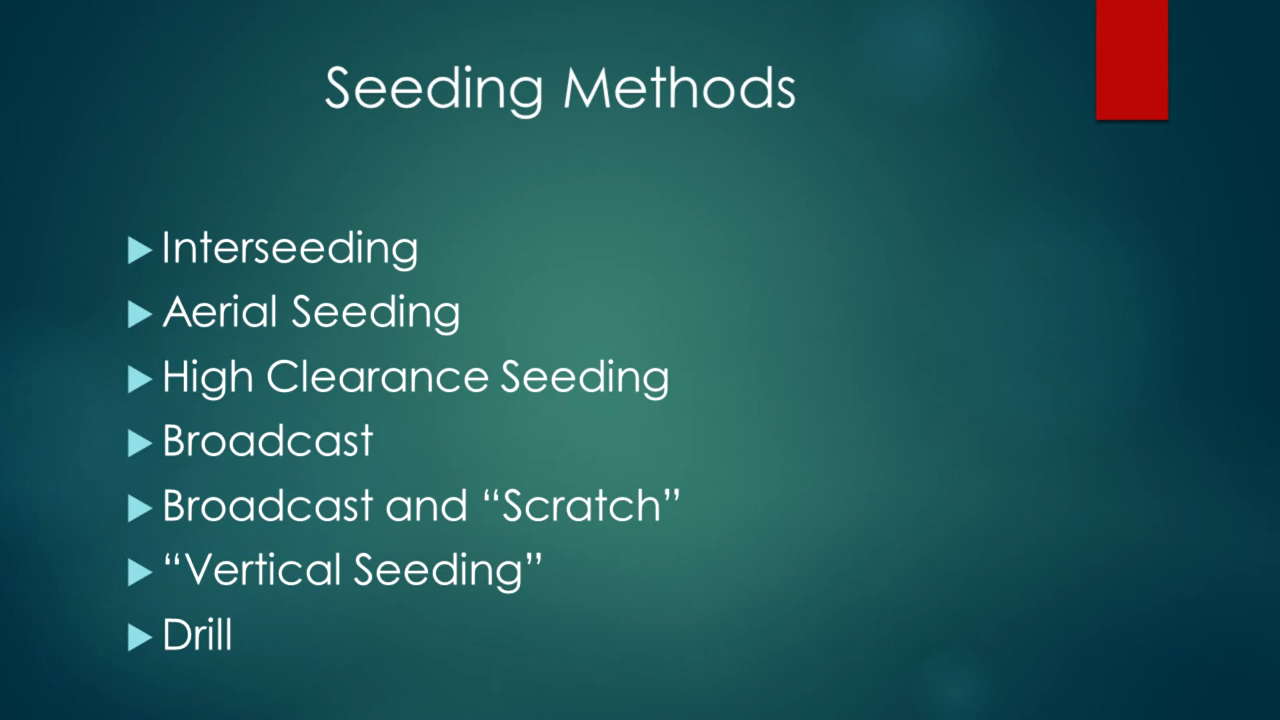 Seeding Methods
Interseeding
Aerial Seeding
High Clearance Seeding
Broadcast
Broadcast and “Scratch”
“Vertical Seeding”
Drill